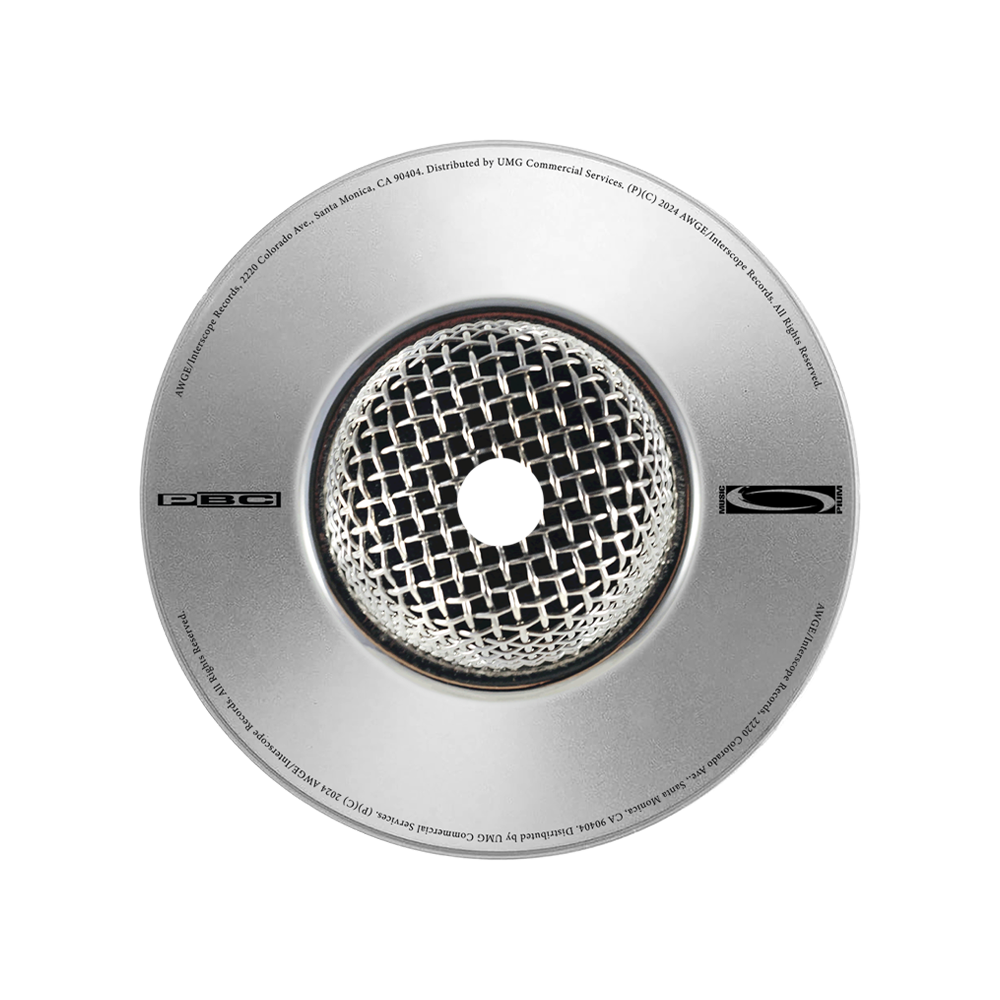 AWGE/Interscope Records, 2220 Colorado Ave., Santa Monica, CA 90404. Distributed by UMG Commercial Services. (P)(C) 2024 AWGE/Interscope Records. All Rights Reserved.
PBC
MUSIC
PIUM
AWGE/Interscope Records, 2220 Colorado Ave., Santa Monica, CA 90404. Distributed by UMG Commercial Services. (P)(C) 2024 AWGE/Interscope Records. All Rights Reserved.